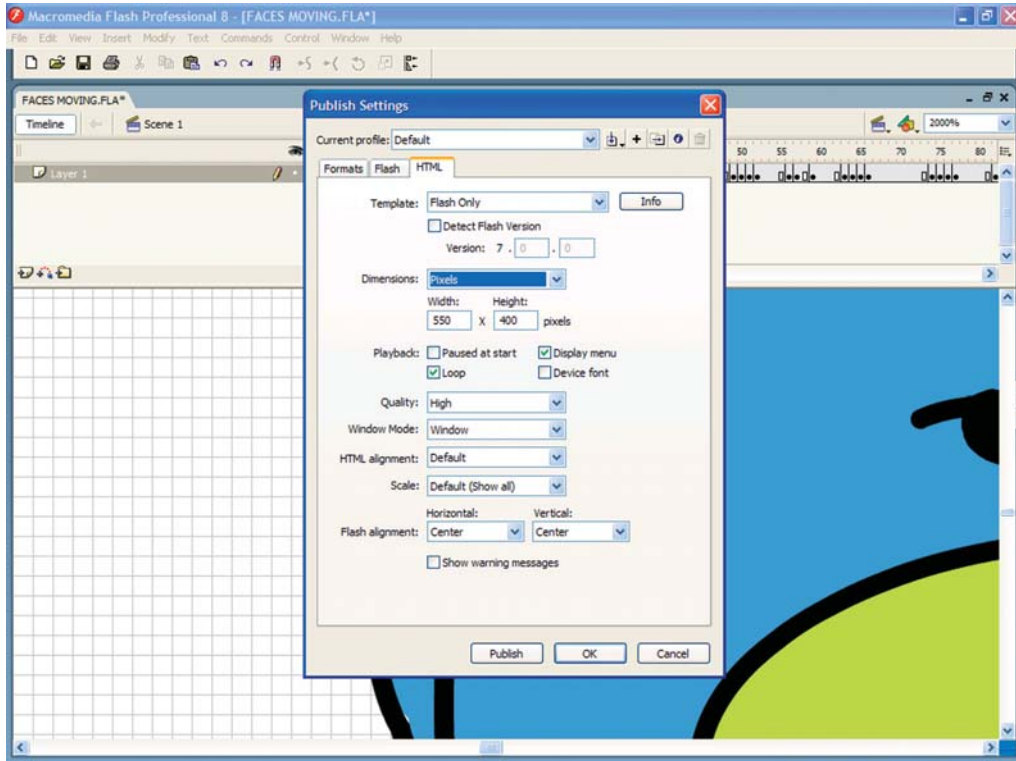 Macromedia Flash Professional 8 - [FACES MOVING.FLA*]
File Edit View Insert Modify Text Commands Control Window Help
FACES MOVING.FLA*
Timeline Scene 1 2000%
50 55 60 65 70 75 80
Layer 1
Publish Settings
Current profile: Default
Formats Flash HTML
Template: Flash Only Info
Detect Flash Version
Version: 7 . 0 . 0
Dimensions: Pixels
Width: Height:
550 X 400 pixels
Playback: Paused at start Display menu
Loop Device font
Quality: High
Window Mode: Window
HTML alignment: Default
Scale: Default (Show all)
Horizontal: Vertical:
Flash alignment: Center Center
Show warning messages
Publish OK Cancel